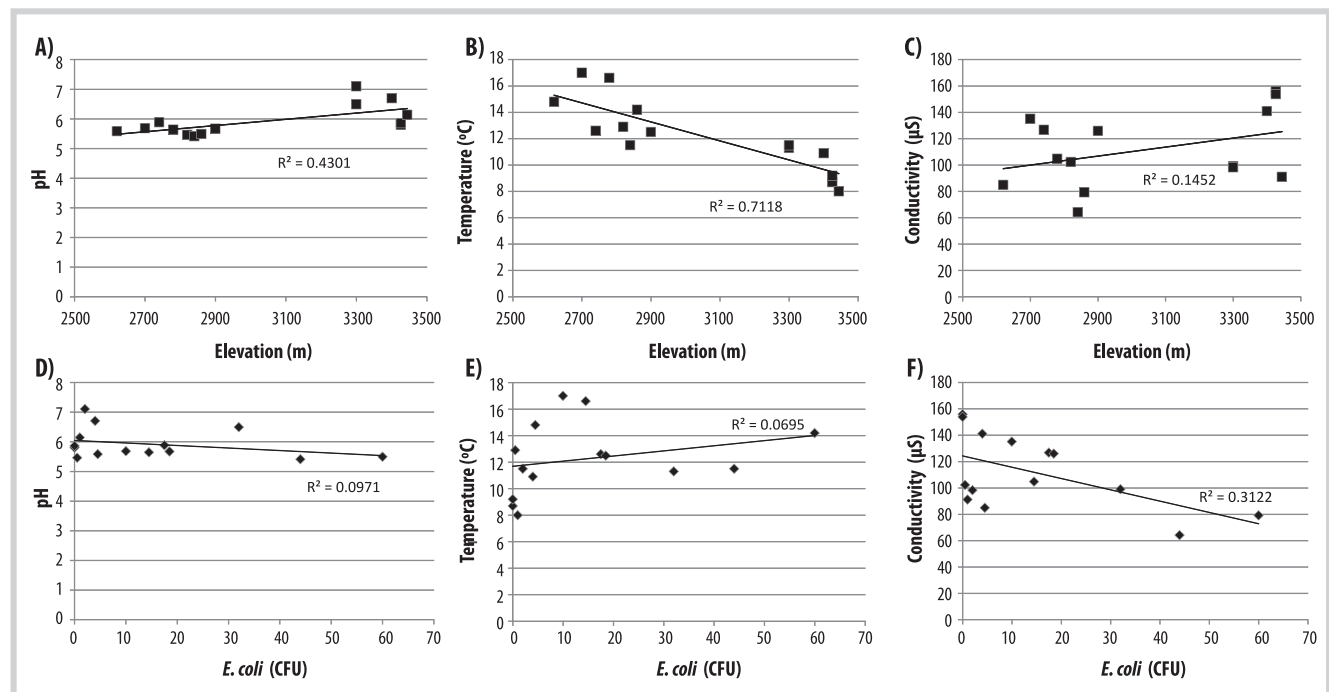 A)
8
7
6
5
4
3
2
1
0
pH
R² = 0.4301
2500 2700 2900 3100 3300 3500
Elevation (m)
B)
18
16
14
12
10
8
6
4
2
0
Temperature (ºC)
R² = 0.7118
2500 2700 2900 3100 3300 3500
Elevation (m)
C)
180
160
140
120
100
80
60
40
20
0
Conductivity (µS)
R² = 0.1452
2500 2700 2900 3100 3300 3500
Elevation (m)
D)
8
7
6
5
4
3
2
1
0
pH
R² = 0.0971
0 10 20 30 40 50 60 70
E. coli (CFU)
E)
18
16
14
12
10
8
6
4
2
0
Temperature (ºC)
R² = 0.0695
0 10 20 30 40 50 60 70
E. coli (CFU)
F)
180
160
140
120
100
80
60
40
20
0
Conductivity (µS)
R² = 0.3122
0 10 20 30 40 50 60 70
E. coli (CFU)